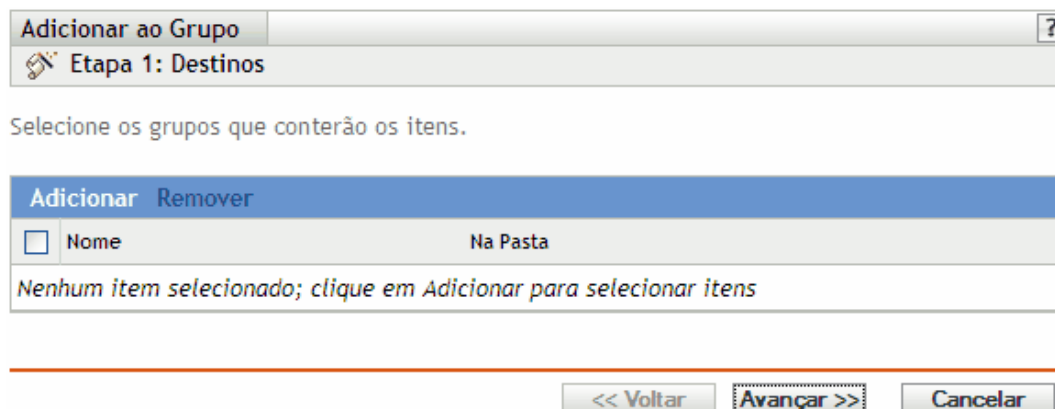 Adicionar ao Grupo ?
Etapa 1: Destinos
Selecione os grupos que conterão os itens.
Adicionar Remover
Nome Na Pasta
Nenhum item selecionado; clique em Adicionar para selecionar itens
<< Voltar Avançar >> Cancelar